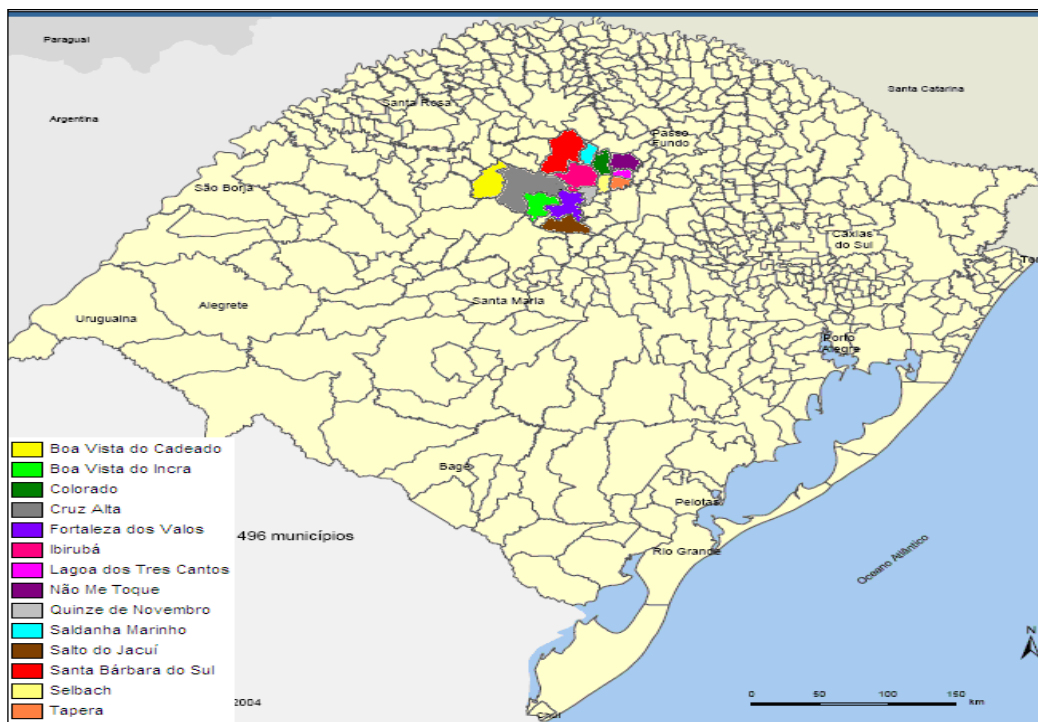 Paraguai
Santa Catarina
Argentina
Santa Rosa
Passo
Fundo
São Borja
Caxias
do Sul
Santa Maria
Alegrete
Uruguaina
Porto
Alegre
Bagé
Pelotas
Rio Grande
Oceano Atlântico
Chuí
Boa Vista do Cadeado
Boa Vista do Incra
Colorado
Cruz Alta
Fortaleza dos Valos
Ibirubá
Lagoa dos Tres Cantos
Não Me Toque
Quinze de Novembro
Saldanha Marinho
Salto do Jacuí
Santa Bárbara do Sul
Selbach
Tapera
496 municípios
2004
N
0 50 100 150
km